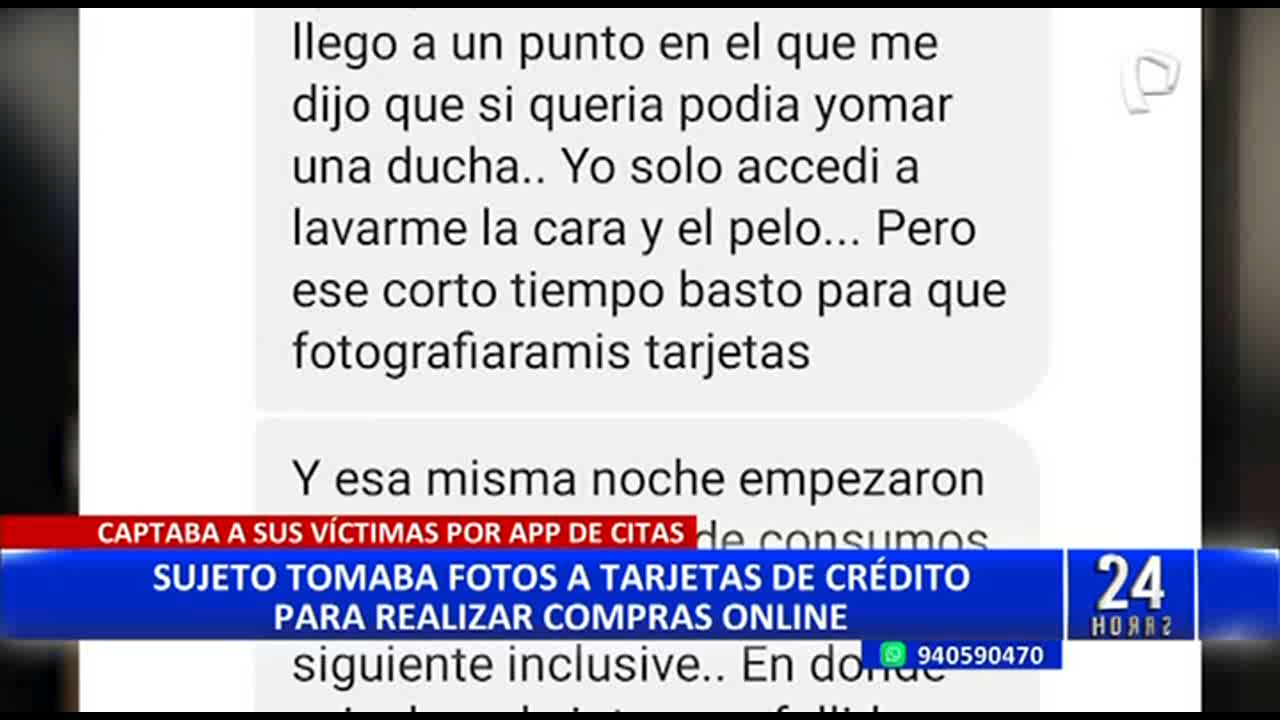 llego a un punto en el que me
dijo que si queria podia yomar
una ducha.. Yo solo accedi a
lavarme la cara y el pelo... Pero
ese corto tiempo basto para que
fotografiaramis tarjetas
Y esa misma noche empezaron
de consumos
CAPTABA A SUS VÍCTIMAS POR APP DE CITAS
SUJETO TOMABA FOTOS A TARJETAS DE CRÉDITO
PARA REALIZAR COMPRAS ONLINE
24
HORAS
940590470
siguiente inclusive.. En donde